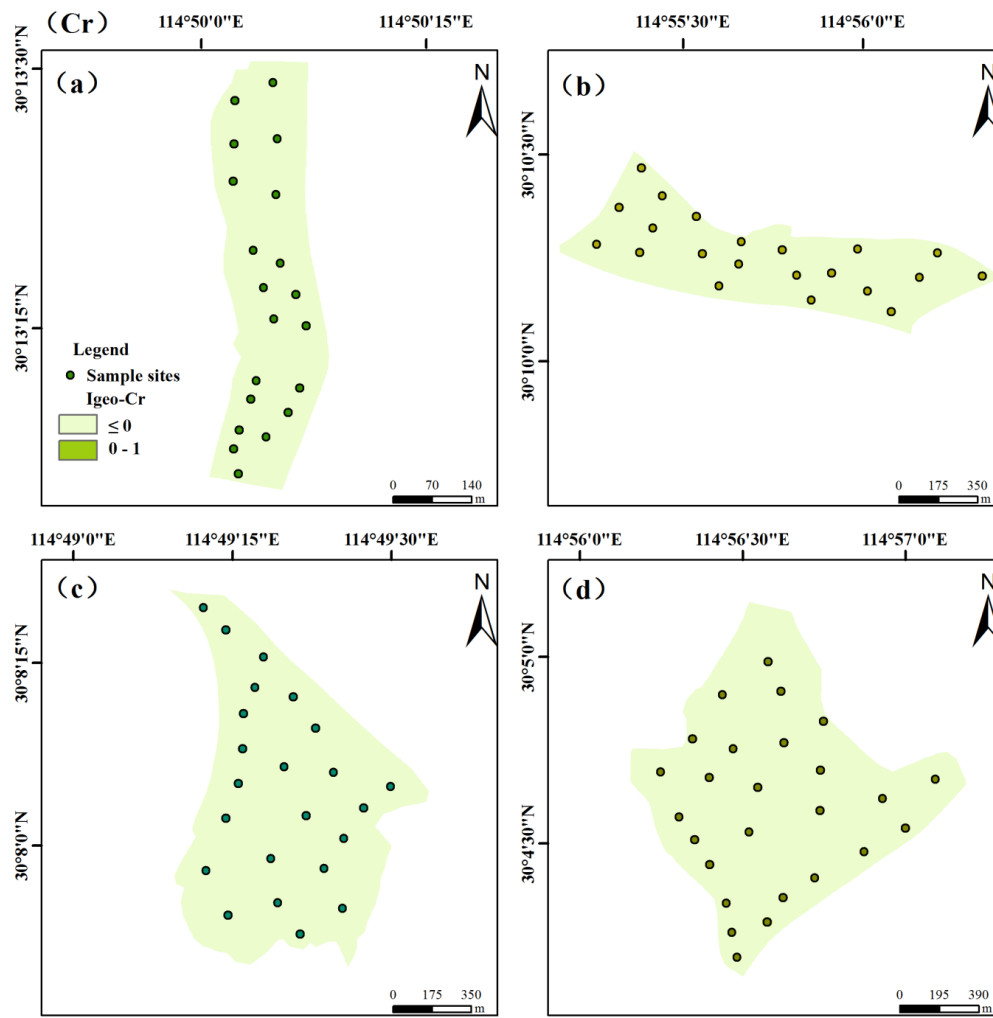 （Cr）
114°50'0"E 114°50'15"E
30°13'30"N
30°13'15"N
（a）
N
Legend
Sample sites
Igeo-Cr
≤ 0
0 - 1
0 70 140
m
114°55'30"E 114°56'0"E
30°10'30"N
30°10'0"N
（b）
N
0 175 350
m
114°49'0"E 114°49'15"E 114°49'30"E
30°8'15"N
30°8'0"N
（c）
N
0 175 350
m
114°56'0"E 114°56'30"E 114°57'0"E
30°5'0"N
30°4'30"N
（d）
N
0 195 390
m